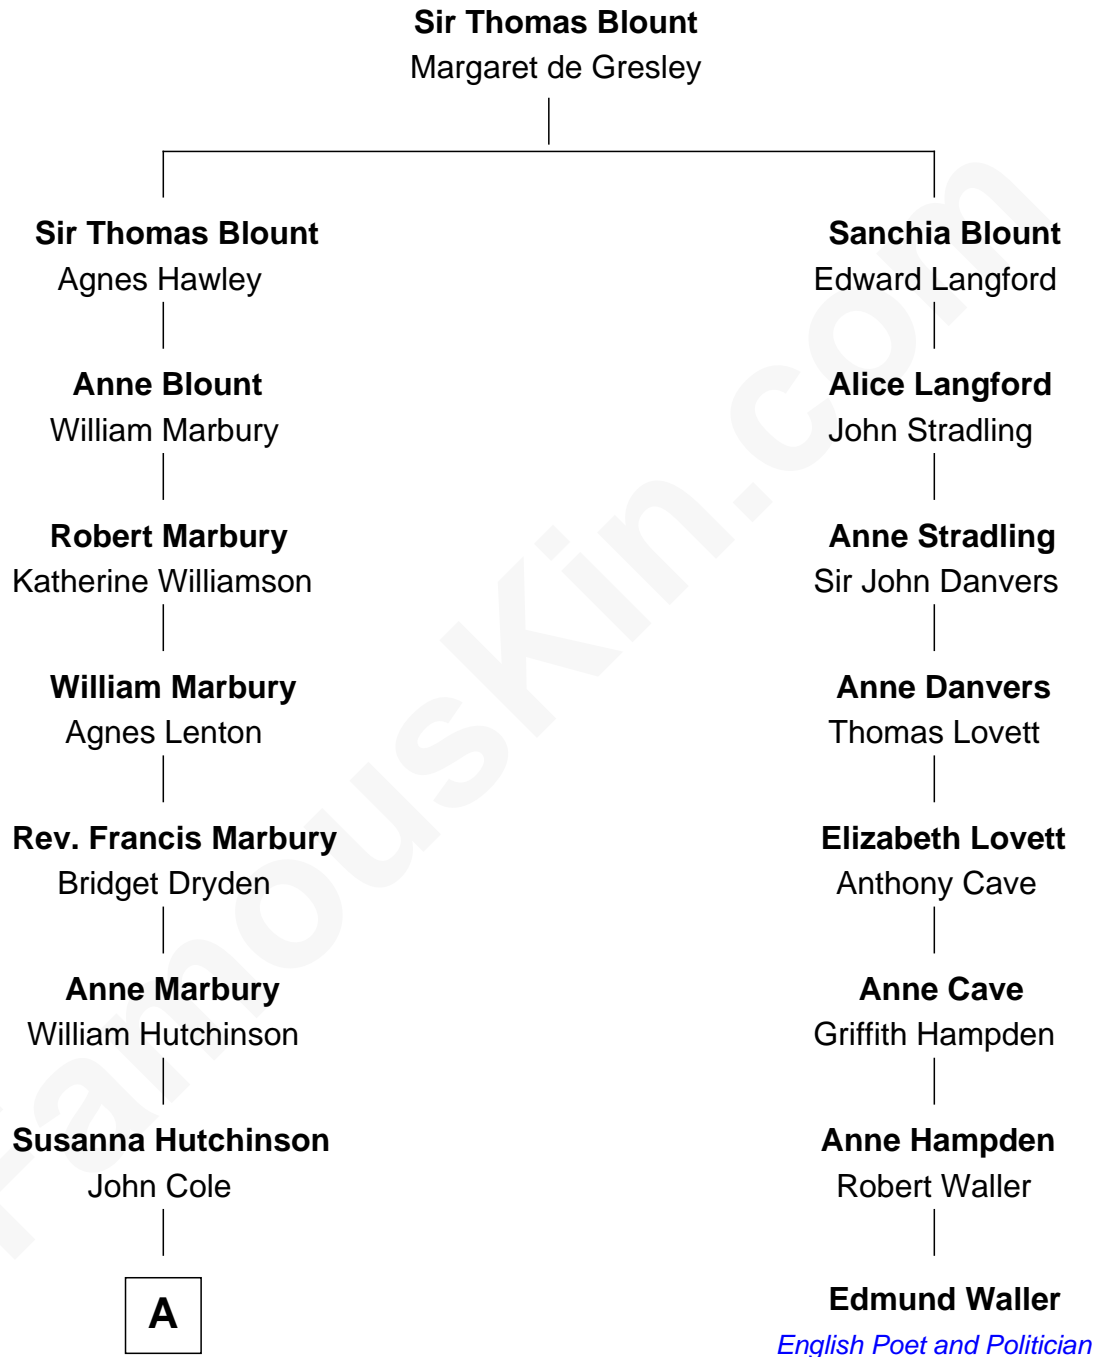 Sir Thomas Blount
Margaret de Gresley
Sir Thomas Blount
Agnes Hawley
Sanchia Blount
Edward Langford
Anne Blount
William Marbury
Alice Langford
John Stradling
Robert Marbury
Katherine Williamson
Anne Stradling
Sir John Danvers
William Marbury
Agnes Lenton
Anne Danvers
Thomas Lovett
Rev. Francis Marbury
Bridget Dryden
Elizabeth Lovett
Anthony Cave
Anne Marbury
William Hutchinson
Anne Cave
Griffith Hampden
Susanna Hutchinson
John Cole
Anne Hampden
Robert Waller
A
Edmund Waller
English Poet and Politician
FamousKin.com